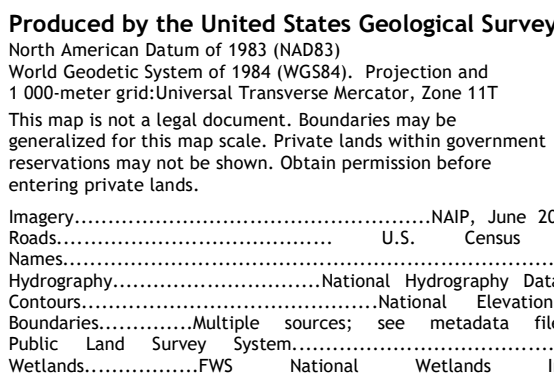 Produced by the United States Geological Survey
North American Datum of 1983 (NAD83)
World Geodetic System of 1984 (WGS84). Projection and
1 000-meter grid:Universal Transverse Mercator, Zone 11T
This map is not a legal document. Boundaries may be
generalized for this map scale. Private lands within government
reservations may not be shown. Obtain permission before
entering private lands.
Imagery....................................................NAIP, June 20
Roads......................................... U.S. Census
Names........................................................................
Hydrography...............................National Hydrography Data
Contours............................................National Elevation
Boundaries..............Multiple sources; see metadata file
Public Land Survey System.......................................
Wetlands.................FWS National Wetlands